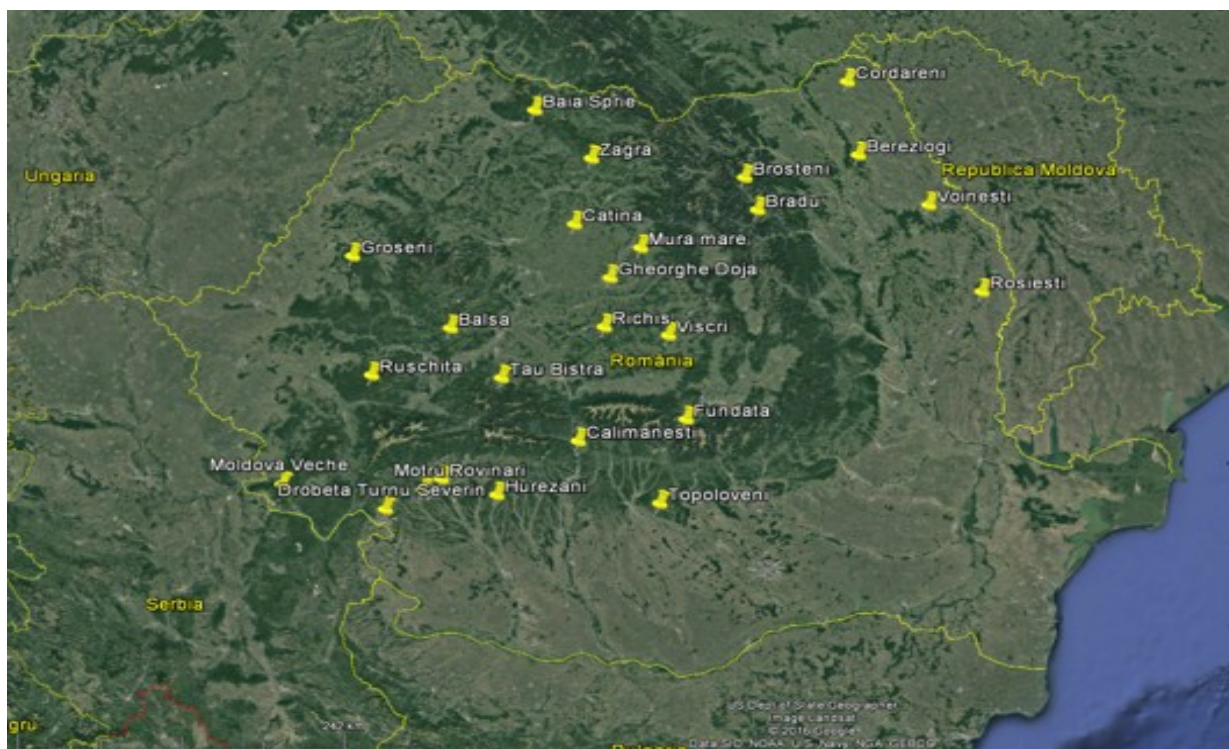 Cordareni
Baia Sprie
Zagra
Berezlogi
Ungaria
Brosteni
Republica Moldova
Bradu
Voinesti
Catina
Mura mare
Groseni
Gheorghe Doja
Rosiesti
Balsa
Richis
Viscri
România
Ruschita
Tau Bistra
Fundata
Calimanesti
Moldova Veche
Motru Rovinari
Drobeta Turnu Severin
Hurezani
Topoloveni
Serbia
242 km
US Dept of State Geographer
Image Landsat
© 2016 Google
Data SIO, NOAA, U.S. Navy, NGA, GEBCO
Bulgaria